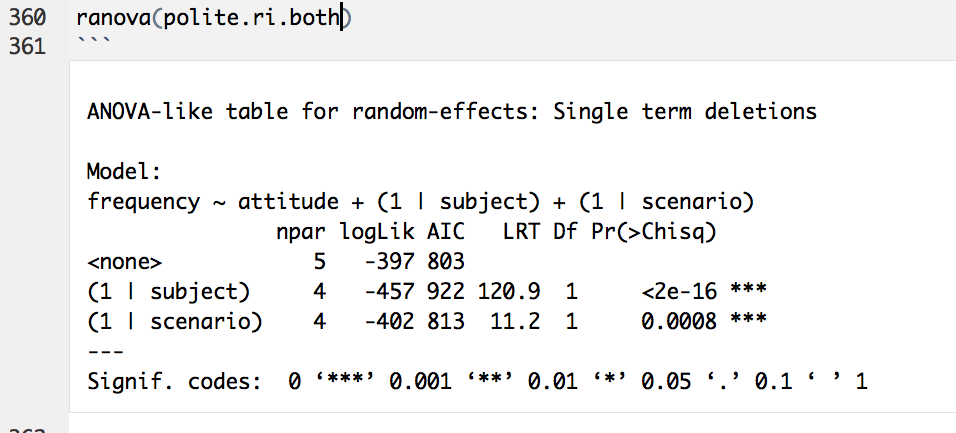 360 ranova(polite.ri.both)
361 ```
ANOVA-like table for random-effects: Single term deletions
Model:
frequency ~ attitude + (1 | subject) + (1 | scenario)
npar logLik AIC LRT Df Pr(>Chisq)
<none> 5 -397 803
(1 | subject) 4 -457 922 120.9 1 <2e-16 ***
(1 | scenario) 4 -402 813 11.2 1 0.0008 ***
---
Signif. codes: 0 ‘***’ 0.001 ‘**’ 0.01 ‘*’ 0.05 ‘.’ 0.1 ‘ ’ 1